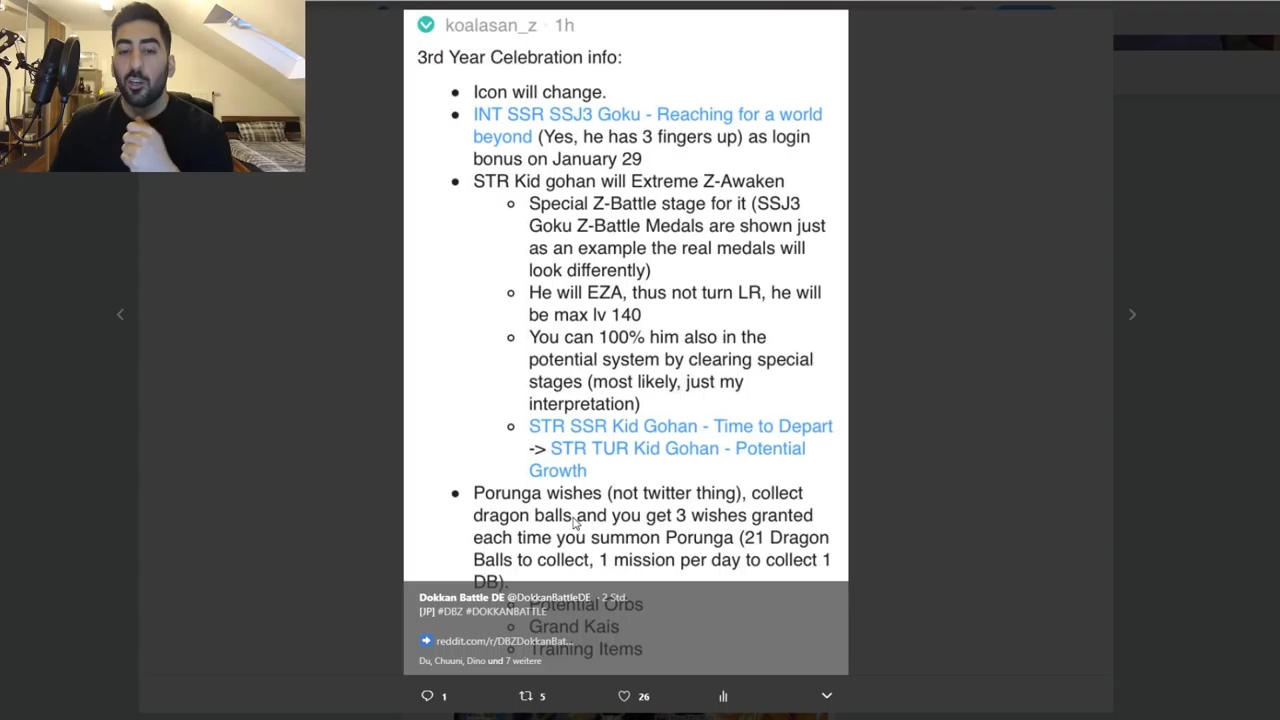 koalasan_z · 1h
3rd Year Celebration info:
• Icon will change.
• INT SSR SSJ3 Goku - Reaching for a world
beyond (Yes, he has 3 fingers up) as login
bonus on January 29
• STR Kid gohan will Extreme Z-Awaken
○ Special Z-Battle stage for it (SSJ3
Goku Z-Battle Medals are shown just
as an example the real medals will
look differently)
○ He will EZA, thus not turn LR, he will
be max lv 140
○ You can 100% him also in the
potential system by clearing special
stages (most likely, just my
interpretation)
○ STR SSR Kid Gohan - Time to Depart
-> STR TUR Kid Gohan - Potential
Growth
• Porunga wishes (not twitter thing), collect
dragon balls and you get 3 wishes granted
each time you summon Porunga (21 Dragon
Balls to collect, 1 mission per day to collect 1
DB).
○ Potential Orbs
○ Grand Kais
○ Training Items
Dokkan Battle DE @DokkanBattleDE · 2 Std.
[JP] #DBZ #DOKKANBATTLE
reddit.com/r/DBZDokkanBat...
Du, Chuuni, Dino und 7 weitere
1 5 26